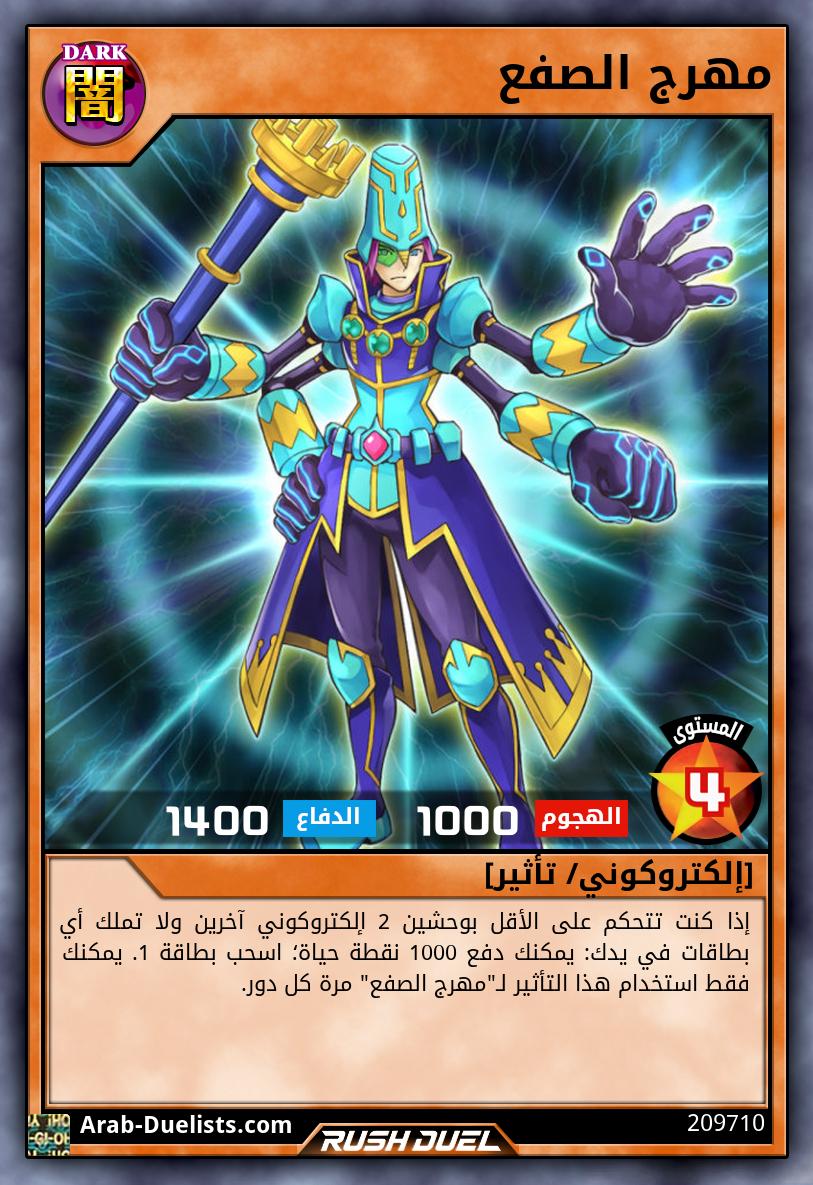 DARK
闇
مهرج الصفع
المستوى
4
الهجوم 1000 الدفاع 1400
[إلكتروكوني/ تأثير]
إذا كنت تتحكم على الأقل بوحشين 2 إلكتروكوني آخرين ولا تملك أي
بطاقات في يدك: يمكنك دفع 1000 نقطة حياة؛ اسحب بطاقة 1. يمكنك
فقط استخدام هذا التأثير لـ"مهرج الصفع" مرة كل دور.
Arab-Duelists.com
RUSH DUEL
209710